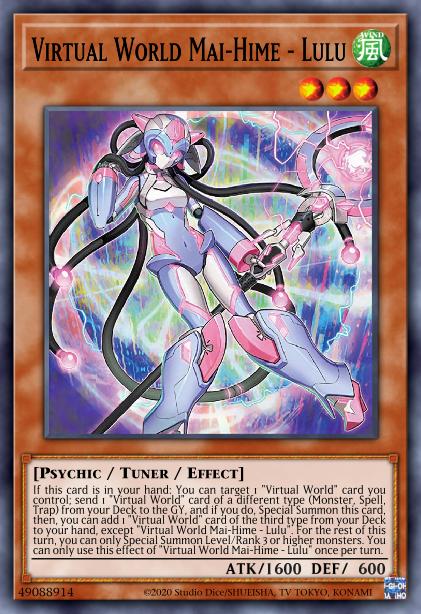 VIRTUAL WORLD MAI-HIME - LULU
WIND
風
[PSYCHIC / TUNER / EFFECT]
If this card is in your hand: You can target 1 "Virtual World" card you
control; send 1 "Virtual World" card of a different type (Monster, Spell,
Trap) from your Deck to the GY, and if you do, Special Summon this card,
then, you can add 1 "Virtual World" card of the third type from your Deck
to your hand, except "Virtual World Mai-Hime - Lulu". For the rest of this
turn, you can only Special Summon Level/Rank 3 or higher monsters. You can
only use this effect of "Virtual World Mai-Hime - Lulu" once per turn.
ATK/1600 DEF/ 600
49088914
©2020 Studio Dice/SHUEISHA, TV TOKYO, KONAMI